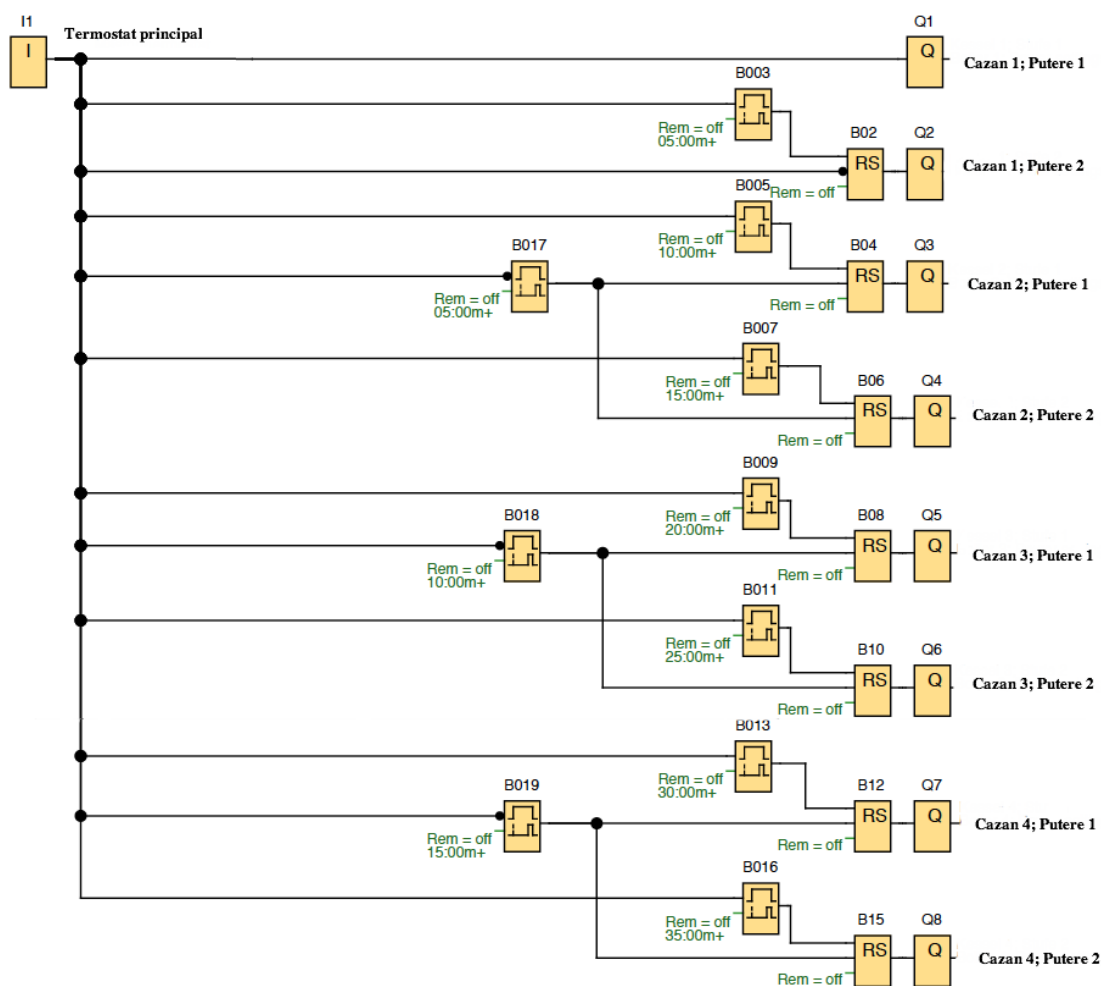 I1
Termostat principal
Q1
I
Q
Cazan 1; Putere 1
B003
Rem = off
05:00m+
B02
Q2
RS
Q
Cazan 1; Putere 2
Rem = off
B005
Rem = off
10:00m+
B04
Q3
RS
Q
Cazan 2; Putere 1
Rem = off
B017
Rem = off
05:00m+
B007
Rem = off
15:00m+
B06
Q4
RS
Q
Cazan 2; Putere 2
Rem = off
B009
Rem = off
20:00m+
B08
Q5
RS
Q
Cazan 3; Putere 1
Rem = off
B018
Rem = off
10:00m+
B011
Rem = off
25:00m+
B10
Q6
RS
Q
Cazan 3; Putere 2
Rem = off
B013
Rem = off
30:00m+
B12
Q7
RS
Q
Cazan 4; Putere 1
Rem = off
B019
Rem = off
15:00m+
B016
Rem = off
35:00m+
B15
Q8
RS
Q
Cazan 4; Putere 2
Rem = off